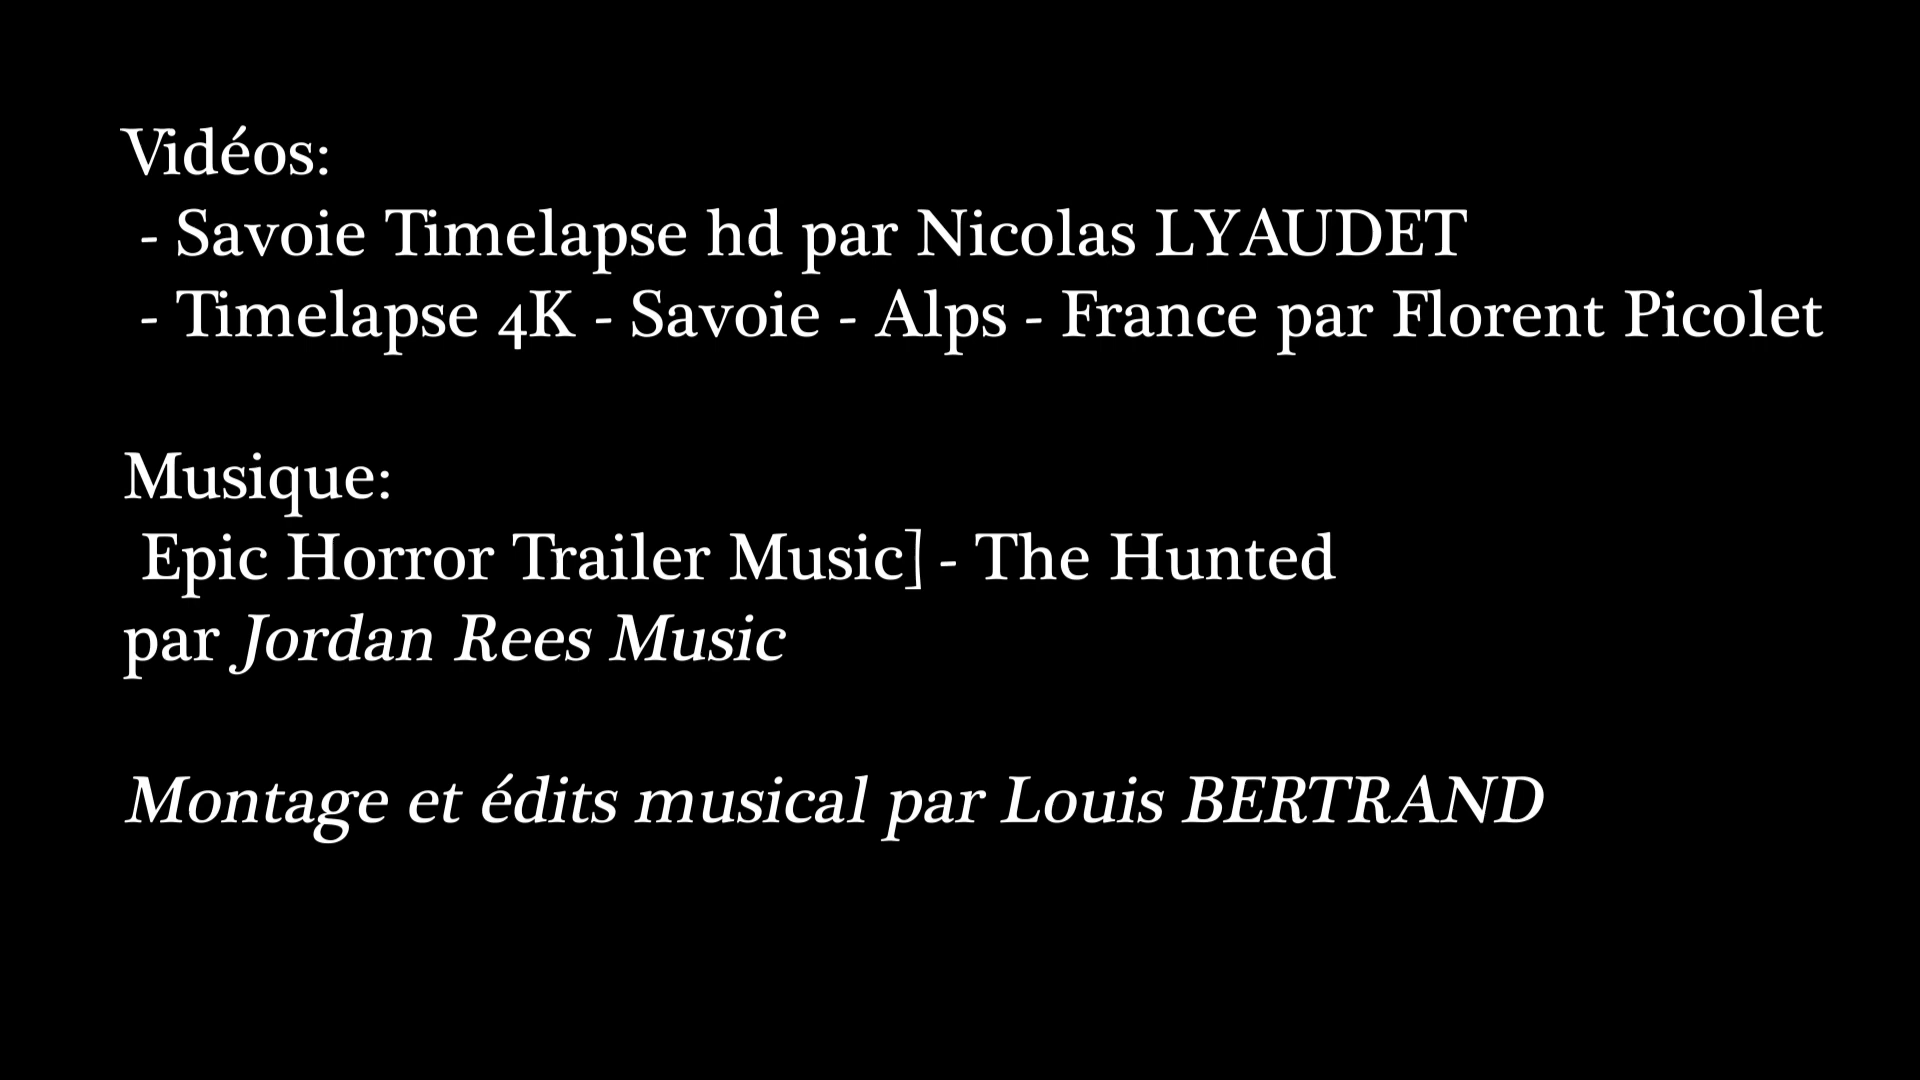 Vidéos:
- Savoie Timelapse hd par Nicolas LYAUDET
- Timelapse 4K - Savoie - Alps - France par Florent Picolet
Musique:
Epic Horror Trailer Music] - The Hunted
par Jordan Rees Music
Montage et édits musical par Louis BERTRAND